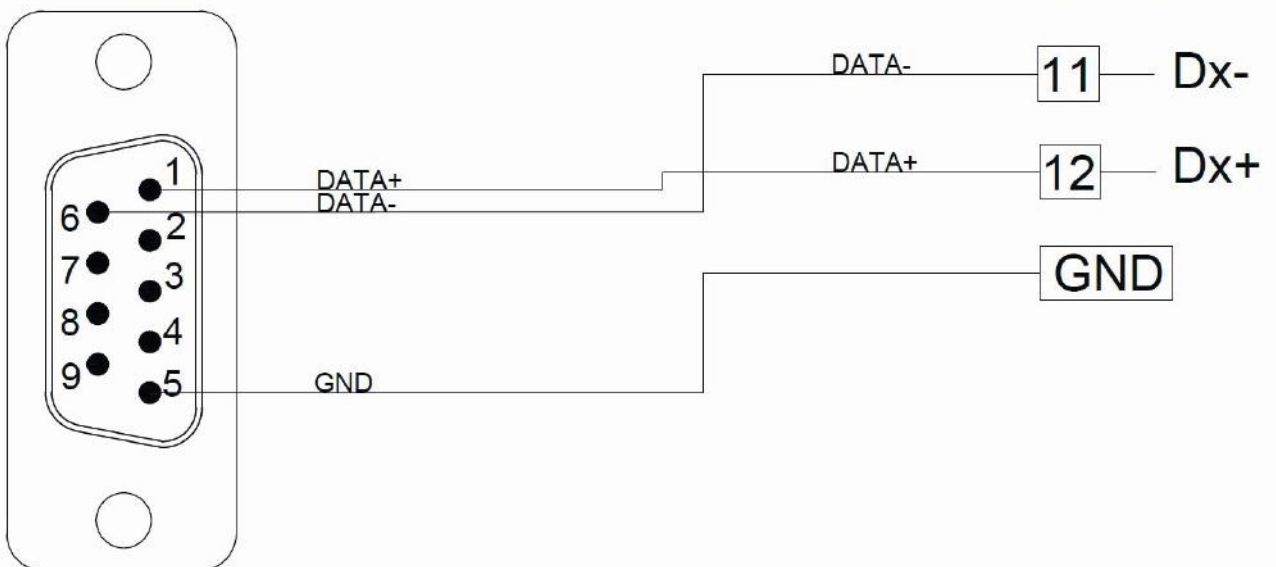 DATA- 11 Dx-
DATA+ 12 Dx+
1 DATA+
6 DATA-
2
7
3
GND
8
4
9
5 GND